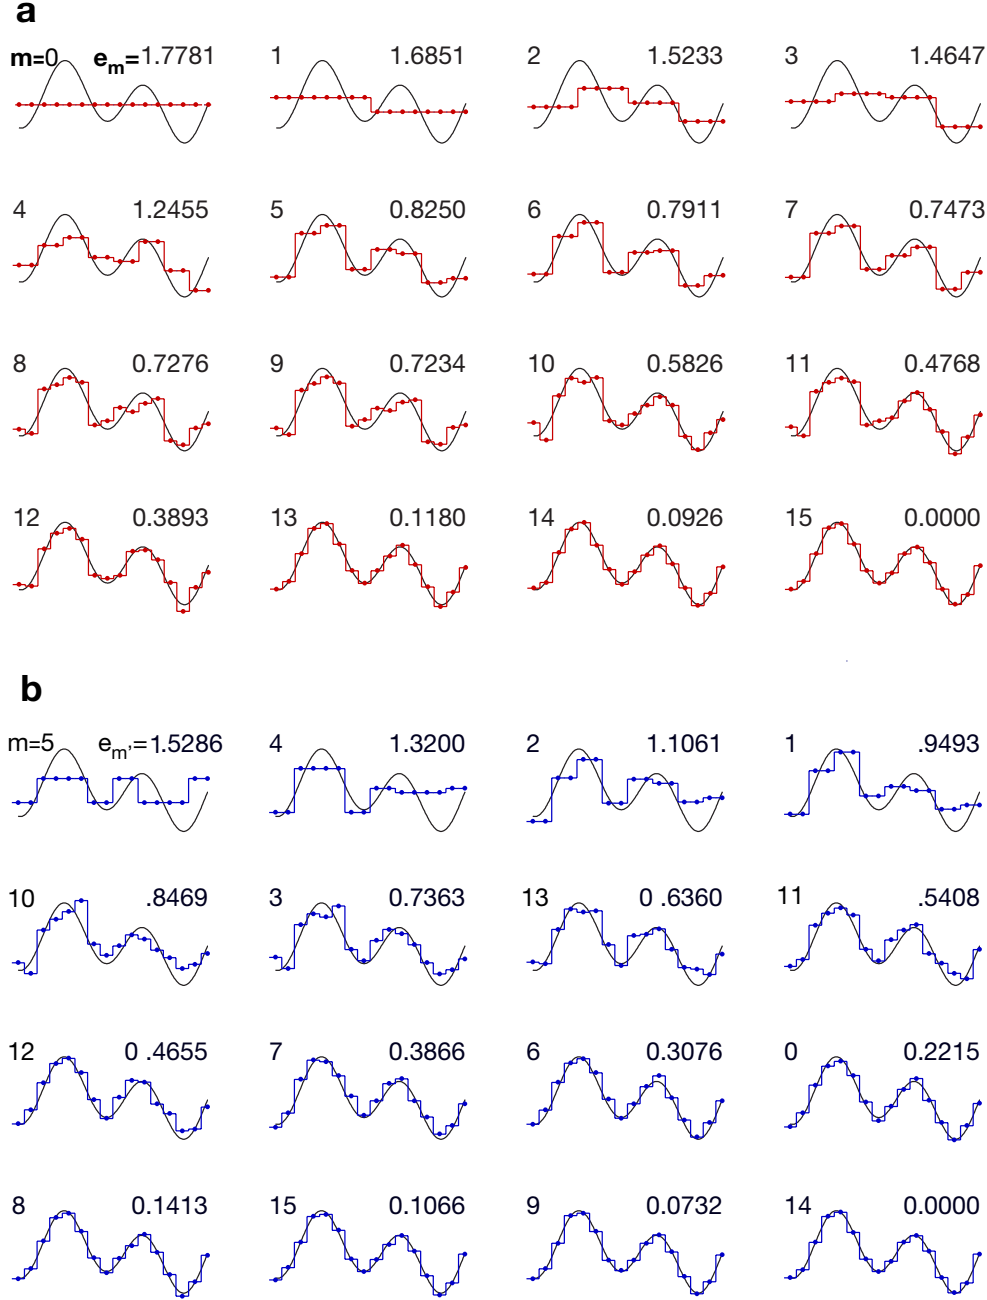 a
m=0 em=1.7781 1 1.6851 2 1.5233 3 1.4647
4 1.2455 5 0.8250 6 0.7911 7 0.7473
8 0.7276 9 0.7234 10 0.5826 11 0.4768
12 0.3893 13 0.1180 14 0.0926 15 0.0000
b
m=5 em'=1.5286 4 1.3200 2 1.1061 1 .9493
10 .8469 3 0.7363 13 0 .6360 11 .5408
12 0 .4655 7 0.3866 6 0.3076 0 0.2215
8 0.1413 15 0.1066 9 0.0732 14 0.0000